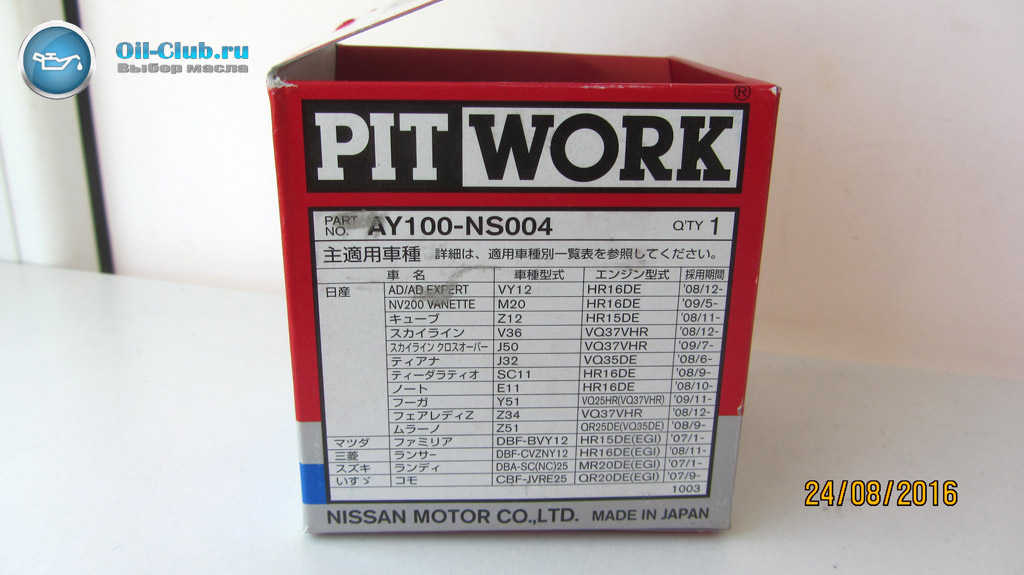 Oil-Club.ru
Выбор масла
PIT WORK ®
PART NO. AY100-NS004 Q'TY 1
主適用車種 詳細は、適用車種別一覧表を参照してください。
車名 車種型式 エンジン型式 採用期間
日産 AD/AD EXPERT VY12 HR16DE '08/12-
NV200 VANETTE M20 HR16DE '09/5-
キューブ Z12 HR15DE '08/11-
スカイライン V36 VQ37VHR '08/12-
スカイライン クロスオーバー J50 VQ37VHR '09/7-
ティアナ J32 VQ35DE '08/6-
ティーダラティオ SC11 HR16DE '08/9-
ノート E11 HR16DE '08/10-
フーガ Y51 VQ25HR(VQ37VHR) '09/11-
フェアレディZ Z34 VQ37VHR '08/12-
ムラーノ Z51 QR25DE(VQ35DE) '08/9-
マツダ ファミリア DBF-BVY12 HR15DE(EGI) '07/1-
三菱 ランサー DBF-CVZNY12 HR16DE(EGI) '08/11-
スズキ ランディ DBA-SC(NC)25 MR20DE(EGI) '07/1-
いすゞ コモ CBF-JVRE25 QR20DE(EGI) '07/9-
1003
NISSAN MOTOR CO.,LTD. MADE IN JAPAN
24/08/2016